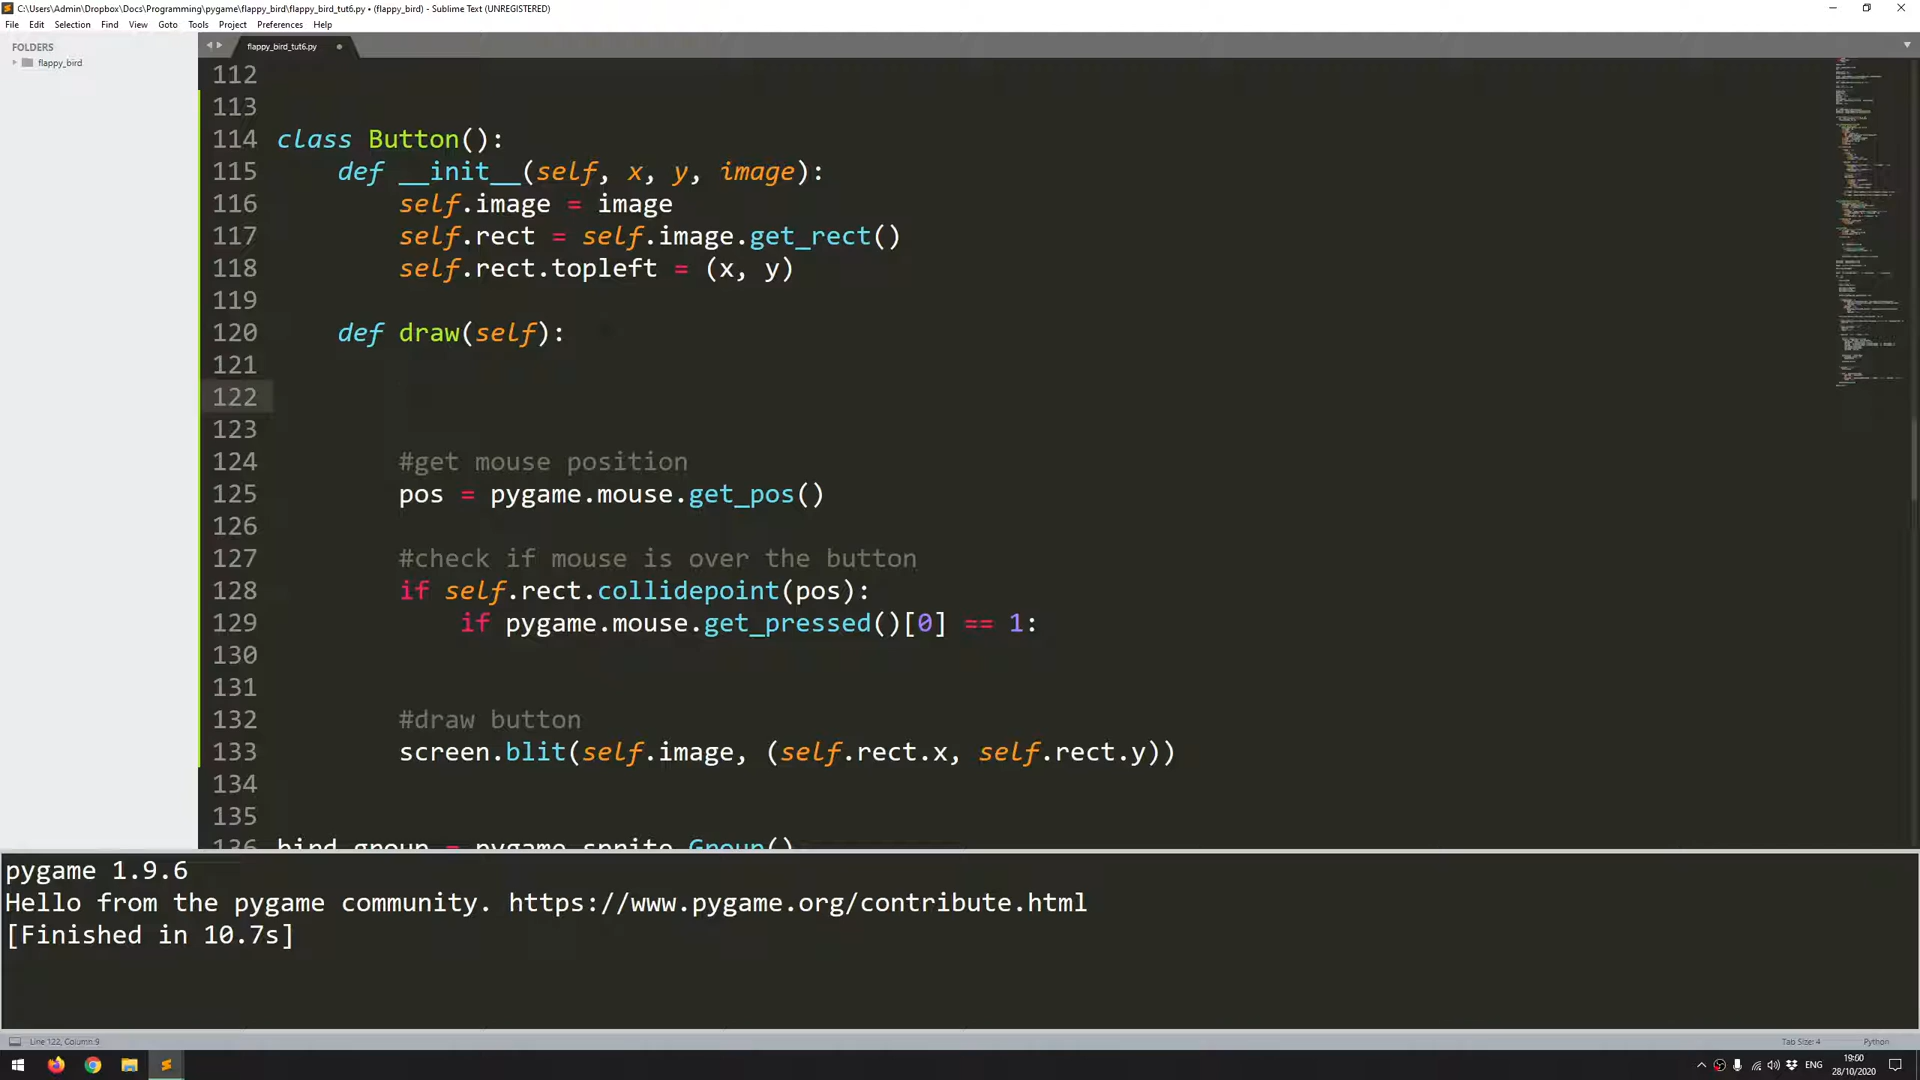 C:\Users\Admin\Dropbox\Docs\Programming\pygame\flappy_bird\flappy_bird_tut6.py • (flappy_bird) - Sublime Text (UNREGISTERED)
File Edit Selection Find View Goto Tools Project Preferences Help
FOLDERS
flappy_bird
flappy_bird_tut6.py
112
113
114 class Button():
115     def __init__(self, x, y, image):
116         self.image = image
117         self.rect = self.image.get_rect()
118         self.rect.topleft = (x, y)
119
120     def draw(self):
121
122
123
124         #get mouse position
125         pos = pygame.mouse.get_pos()
126
127         #check if mouse is over the button
128         if self.rect.collidepoint(pos):
129             if pygame.mouse.get_pressed()[0] == 1:
130
131
132         #draw button
133         screen.blit(self.image, (self.rect.x, self.rect.y))
134
135
136 bird_group = pygame.sprite.Group()
pygame 1.9.6
Hello from the pygame community. https://www.pygame.org/contribute.html
[Finished in 10.7s]
Line 122, Column 9
Tab Size: 4 Python
ENG
19:00
28/10/2020